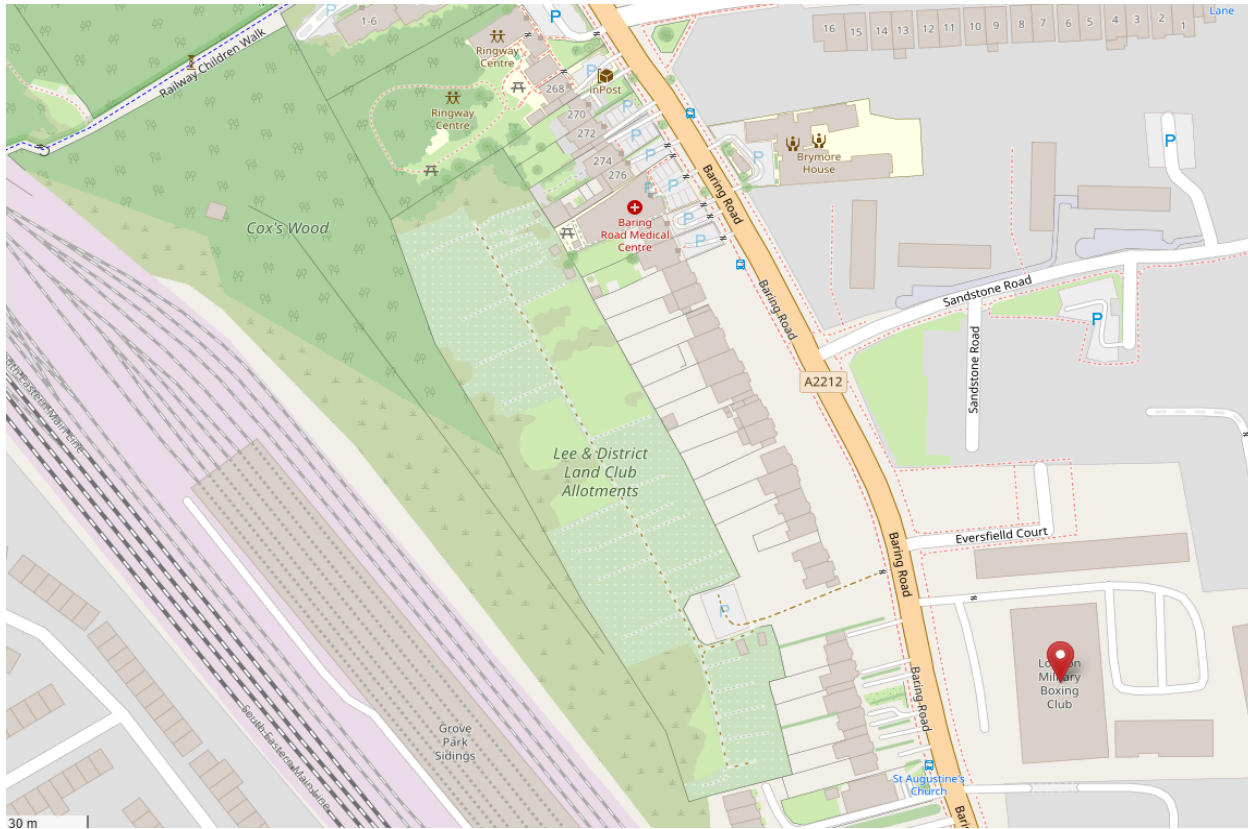 Lane
1-6
16
15
14
13
12
11
10
9
8
7
6
5
4
3
2
1
P
Railway Children Walk
Ringway
Centre
Ringway
Centre
InPost
268
270
272
274
276
P
P
P
P
P
P
P
P
Brymore
House
Baring Road
Baring
Road Medical
Centre
Cox's Wood
Baring Road
Sandstone Road
Sandstone Road
P
A2212
South Eastern Main Line
Lee & District
Land Club
Allotments
Eversfield Court
Baring Road
P
London
Military
Boxing
Club
Baring Road
Grove
Park
Sidings
South Eastern Main Line
St Augustine's
Church
30 m